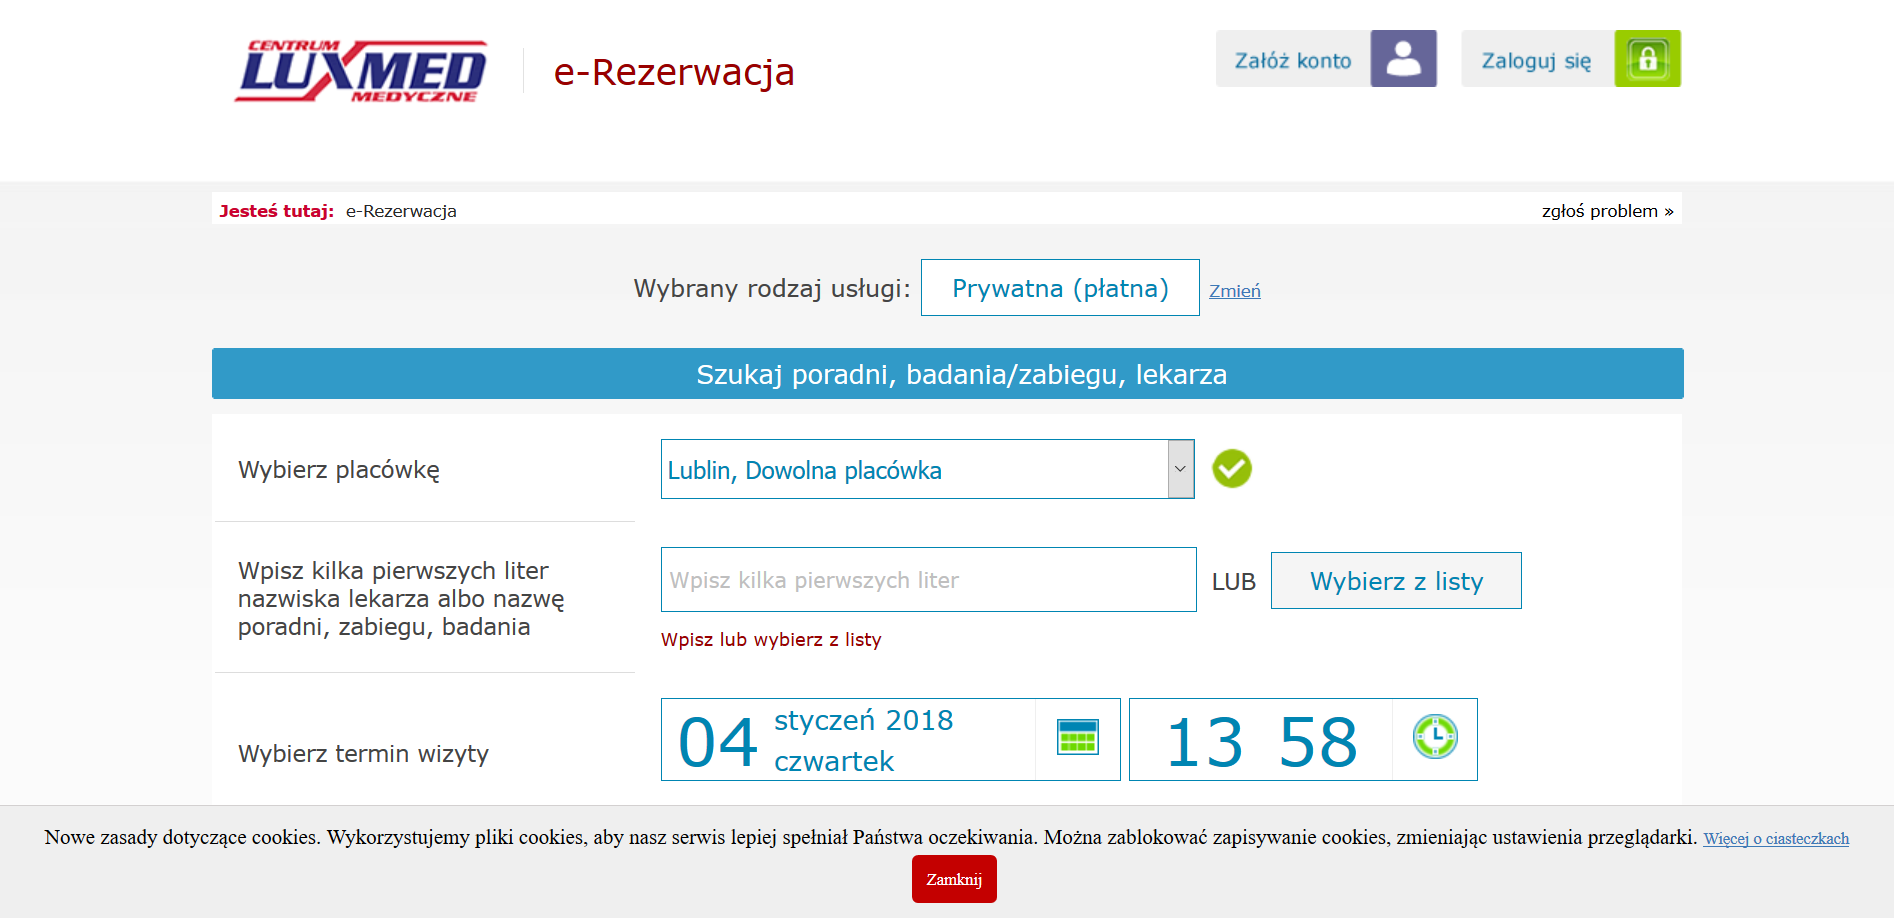 CENTRUM
LUXMED
MEDYCZNE
e-Rezerwacja
Załóż konto
Zaloguj się
Jesteś tutaj: e-Rezerwacja
zgłoś problem »
Wybrany rodzaj usługi: Prywatna (płatna) Zmień
Szukaj poradni, badania/zabiegu, lekarza
Wybierz placówkę
Lublin, Dowolna placówka
Wpisz kilka pierwszych liter
nazwiska lekarza albo nazwę
poradni, zabiegu, badania
Wpisz kilka pierwszych liter
LUB
Wybierz z listy
Wpisz lub wybierz z listy
Wybierz termin wizyty
04
styczeń 2018
czwartek
13 58
Nowe zasady dotyczące cookies. Wykorzystujemy pliki cookies, aby nasz serwis lepiej spełniał Państwa oczekiwania. Można zablokować zapisywanie cookies, zmieniając ustawienia przeglądarki. Więcej o ciasteczkach
Zamknij